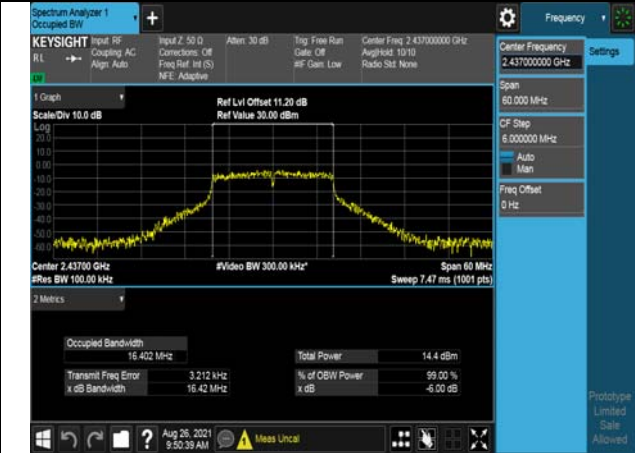 Spectrum Analyzer 1
Occupied BW
+
Frequency
KEYSIGHT
RL
Input: RF
Coupling: AC
Align: Auto
Input Z: 50 Ω
Corrections: Off
Freq Ref: Int (S)
NFE: Adaptive
Atten: 30 dB
Trig: Free Run
Gate: Off
#IF Gain: Low
Center Freq: 2.437000000 GHz
Avg|Hold: 10/10
Radio Std: None
Center Frequency
2.437000000 GHz
Settings
Span
60.000 MHz
CF Step
6.000000 MHz
Auto
Man
Freq Offset
0 Hz
1 Graph
Scale/Div 10.0 dB
Ref Lvl Offset 11.20 dB
Ref Value 30.00 dBm
Log
20.0
10.0
0.00
-10.0
-20.0
-30.0
-40.0
-50.0
-60.0
Center 2.43700 GHz
#Res BW 100.00 kHz
#Video BW 300.00 kHz*
Span 60 MHz
Sweep 7.47 ms (1001 pts)
2 Metrics
Occupied Bandwidth
16.402 MHz
Total Power 14.4 dBm
Transmit Freq Error 3.212 kHz
% of OBW Power 99.00 %
x dB Bandwidth 16.42 MHz
x dB -6.00 dB
Prototype
Limited
Sale
Allowed
?
Aug 26, 2021
9:50:39 AM
Meas Uncal